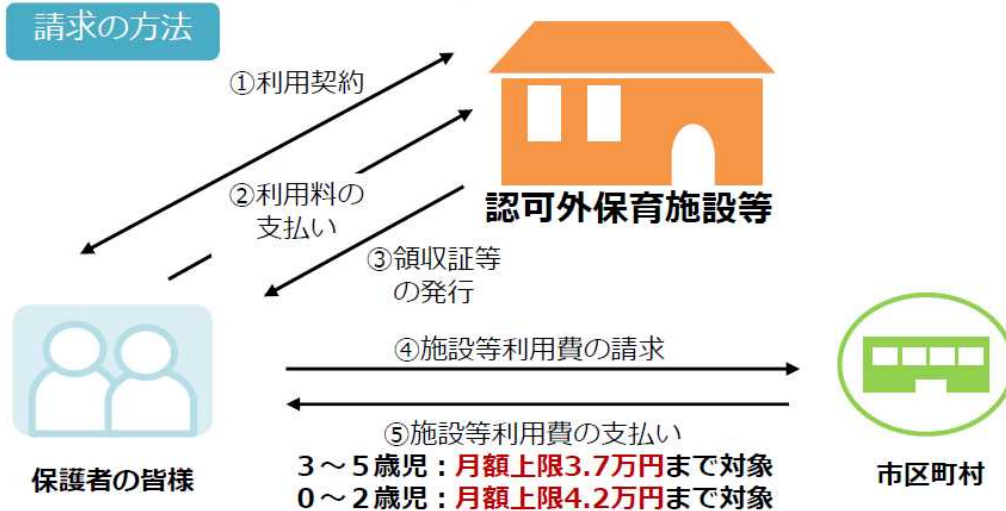 請求の方法
①利用契約
②利用料の
支払い
認可外保育施設等
③領収証等
の発行
④施設等利用費の請求
⑤施設等利用費の支払い
3～5歳児：月額上限3.7万円まで対象
0～2歳児：月額上限4.2万円まで対象
保護者の皆様
市区町村